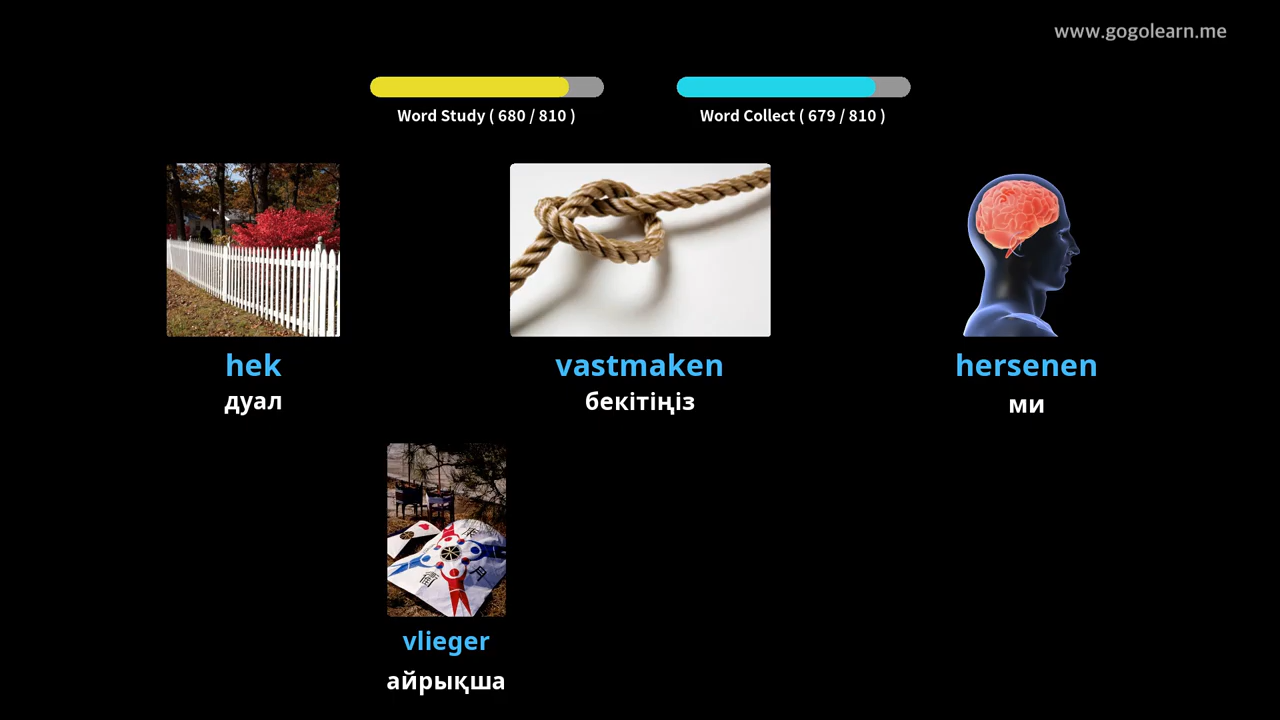 www.gogolearn.me
Word Study ( 680 / 810 )
Word Collect ( 679 / 810 )
hek
дуал
vastmaken
бекітіңіз
hersenen
ми
vlieger
айрықша